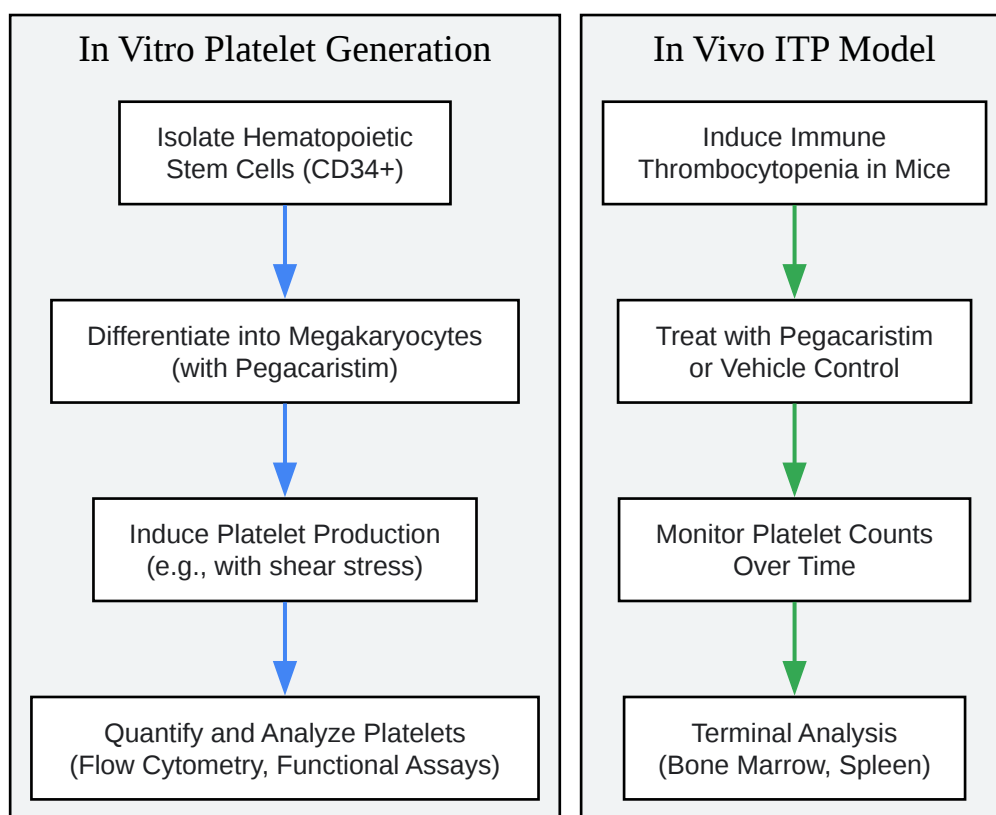 In Vitro Platelet Generation
Isolate Hematopoietic
Stem Cells (CD34+)
Differentiate into Megakaryocytes
(with Pegacaristim)
Induce Platelet Production
(e.g., with shear stress)
Quantify and Analyze Platelets
(Flow Cytometry, Functional Assays)
In Vivo ITP Model
Induce Immune
Thrombocytopenia in Mice
Treat with Pegacaristim
or Vehicle Control
Monitor Platelet Counts
Over Time
Terminal Analysis
(Bone Marrow, Spleen)